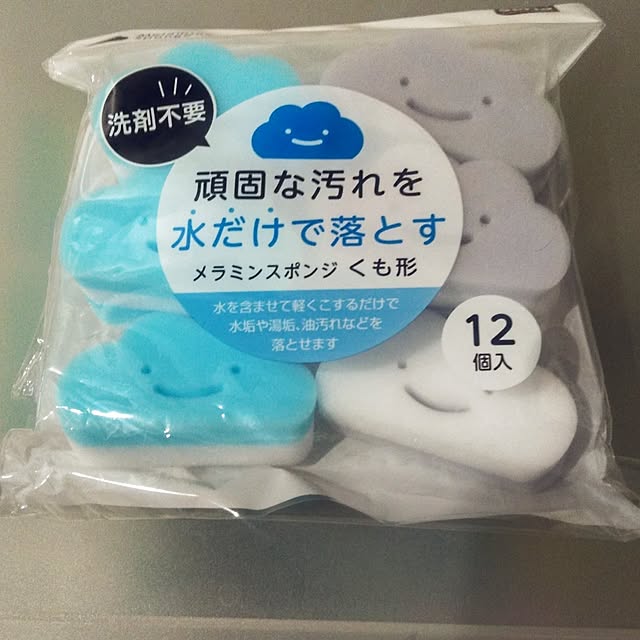 洗剤不要
頑固な汚れを
水だけで落とす
メラミンスポンジ くも形
水を含ませて軽くこするだけで
水垢や湯垢、油汚れなどを
落とせます
12
個入